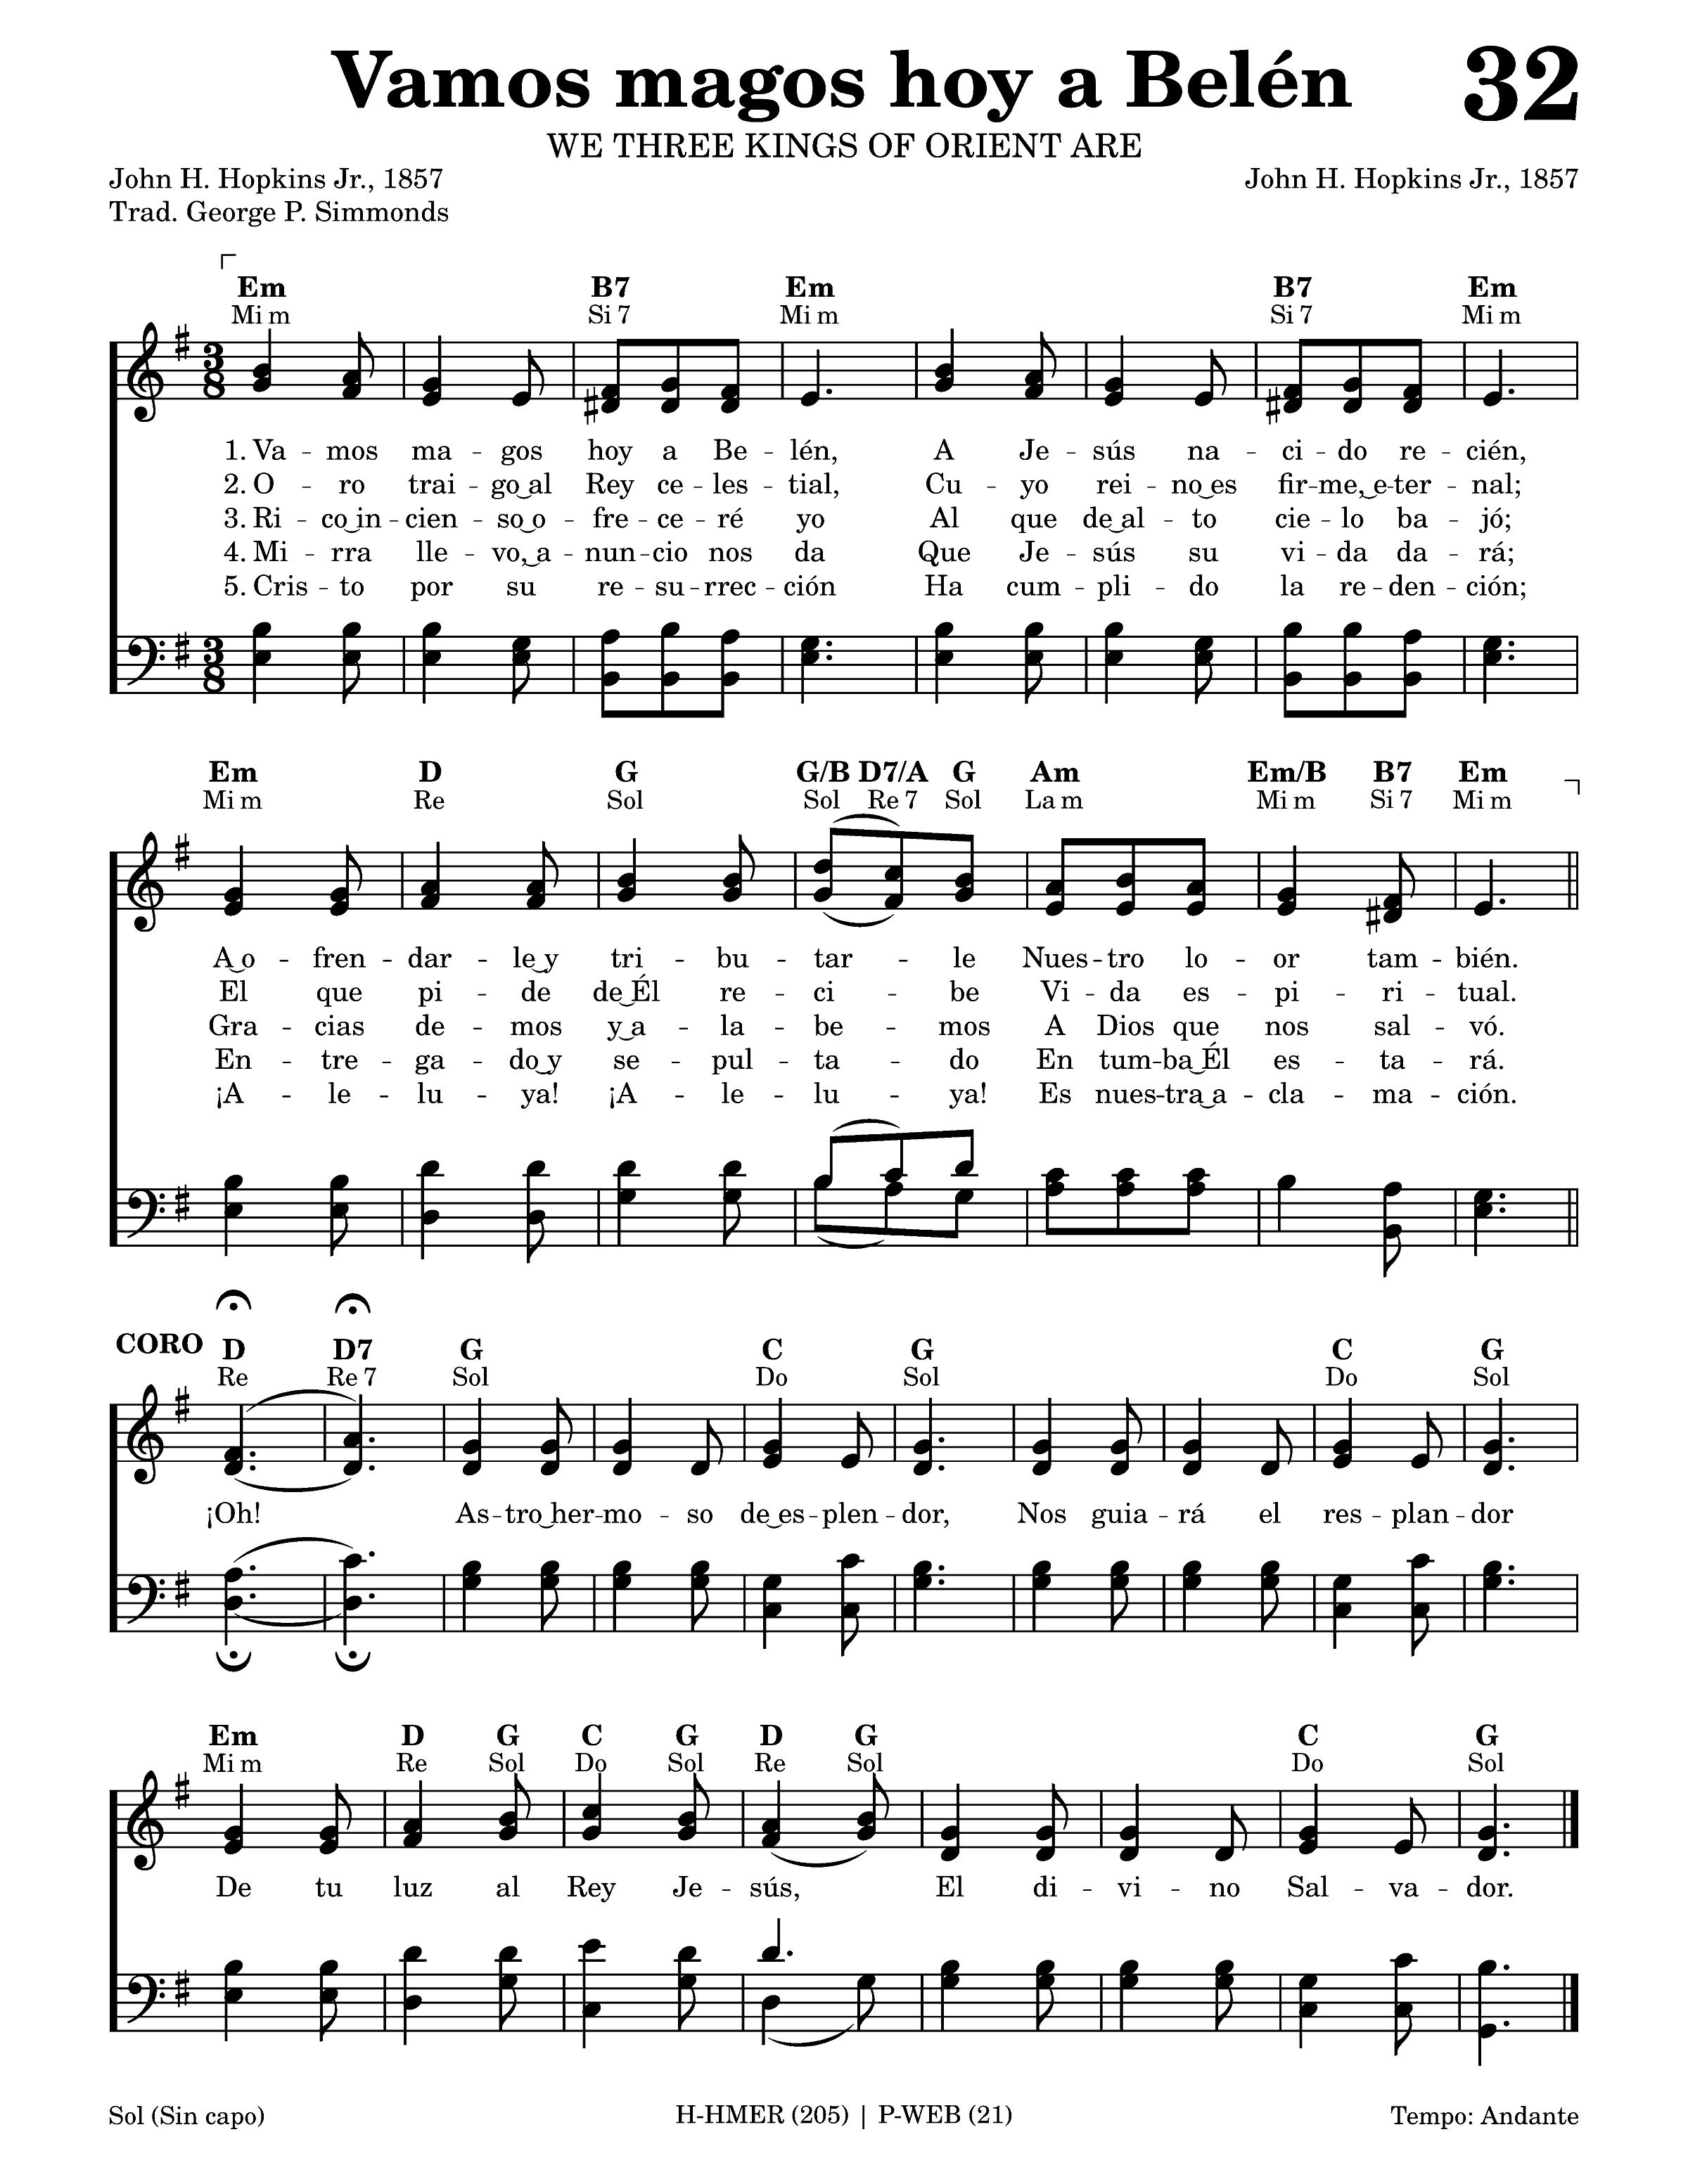 Vamos magos hoy a Belén 32
WE THREE KINGS OF ORIENT ARE
John H. Hopkins Jr., 1857 John H. Hopkins Jr., 1857
Trad. George P. Simmonds
Em B7 Em B7 Em
Mi m Si 7 Mi m Si 7 Mi m
3 8
1. Va – mos ma – gos hoy a Be – lén, A Je – sús na – ci – do re – cién,
2. O – ro trai – go‿al Rey ce – les – tial, Cu – yo rei – no‿es fir – me,‿e – ter – nal;
3. Ri – co‿in – cien – so‿o – fre – ce – ré yo Al que de‿al – to cie – lo ba – jó;
4. Mi – rra lle – vo,‿a – nun – cio nos da Que Je – sús su vi – da da – rá;
5. Cris – to por su re – su – rrec – ción Ha cum – pli – do la re – den – ción;
3 8
Em D G G/B D7/A G Am Em/B B7 Em
Mi m Re Sol Sol Re 7 Sol La m Mi m Si 7 Mi m
A‿o – fren – dar – le‿y tri – bu – tar – le Nues – tro lo – or tam – bién.
El que pi – de de‿Él re – ci – be Vi – da es – pi – ri – tual.
Gra – cias de – mos y‿a – la – be – mos A Dios que nos sal – vó.
En – tre – ga – do‿y se – pul – ta – do En tum – ba‿Él es – ta – rá.
¡A – le – lu – ya! ¡A – le – lu – ya! Es nues – tra‿a – cla – ma – ción.
CORO D D7 G C G C G
Re Re 7 Sol Do Sol Do Sol
¡Oh! As – tro‿her – mo – so de‿es – plen – dor, Nos guia – rá el res – plan – dor
Em D G C G D G C G
Mi m Re Sol Do Sol Re Sol Do Sol
De tu luz al Rey Je – sús, El di – vi – no Sal – va – dor.
Sol (Sin capo) H-HMER (205) | P-WEB (21) Tempo: Andante